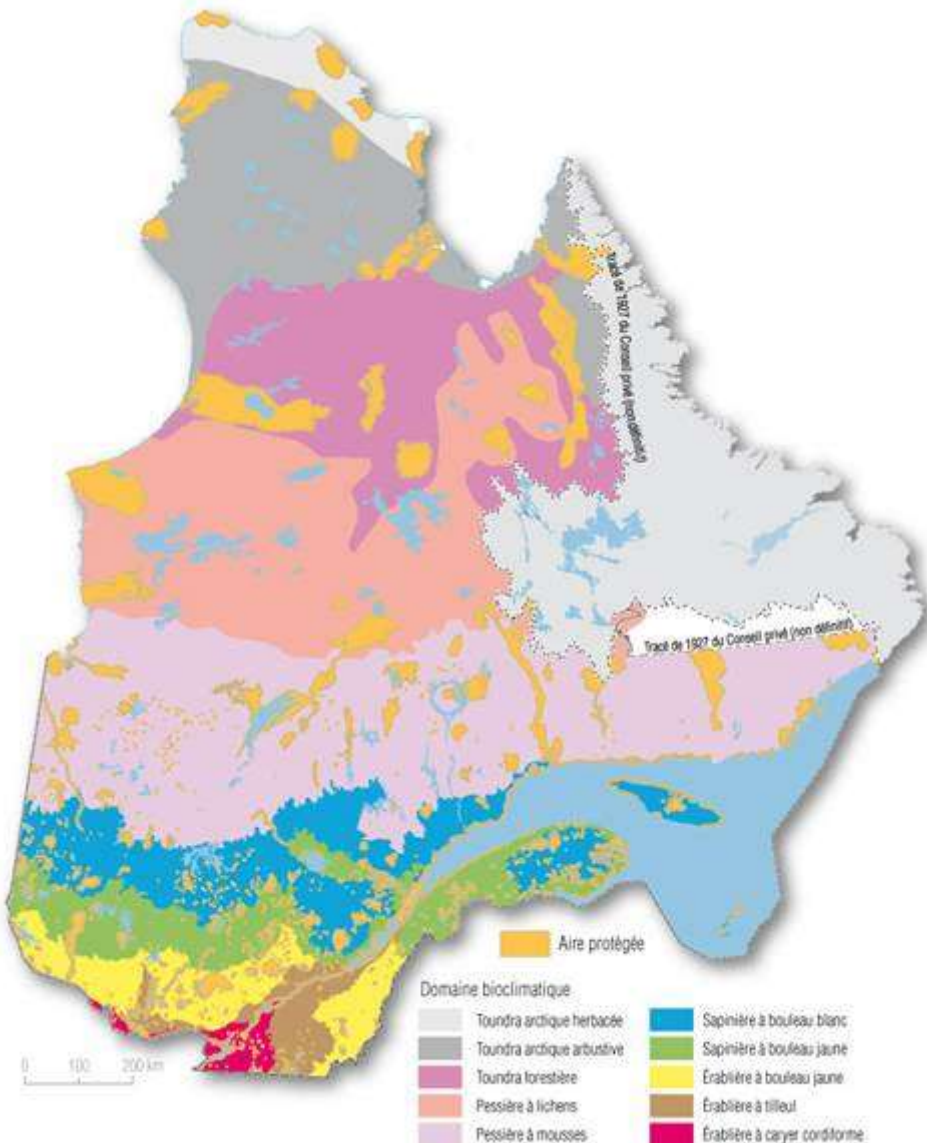 Tracé de 1927 du Conseil privé (non définitif)
Tracé de 1927 du Conseil privé (non définitif)
Aire protégée
Domaine bioclimatique
Toundra arctique herbacée
Toundra arctique arbustive
Toundra forestière
Pessière à lichens
Pessière à mousses
Sapinière à bouleau blanc
Sapinière à bouleau jaune
Érablière à bouleau jaune
Érablière à tilleul
Érablière à caryer cordiforme
0 100 200 km